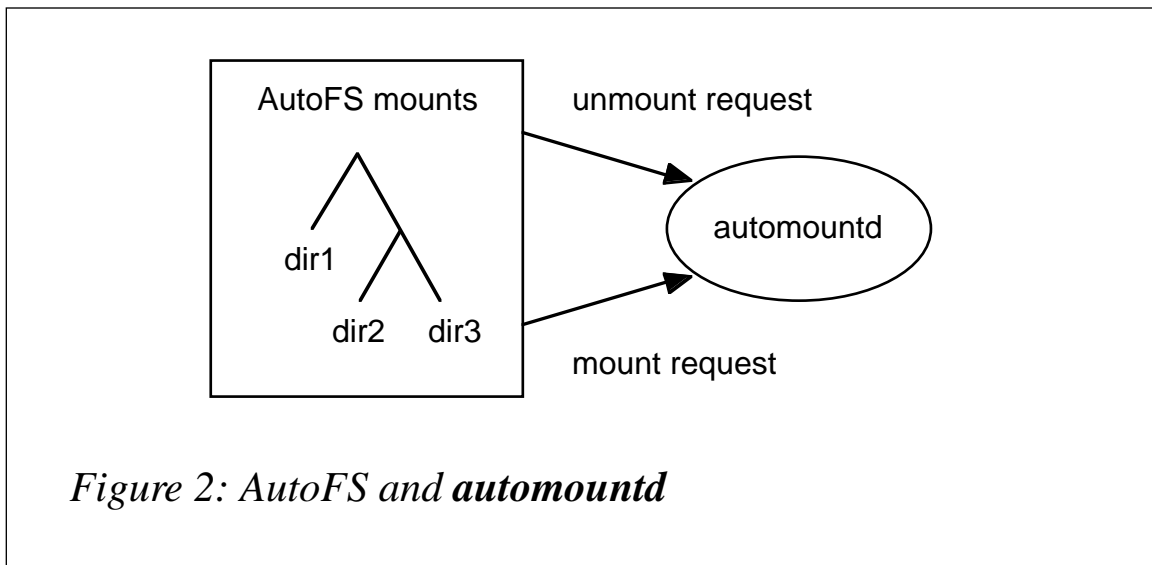 AutoFS mounts
unmount request
automountd
dir1
dir2
dir3
mount request
Figure 2: AutoFS and automountd